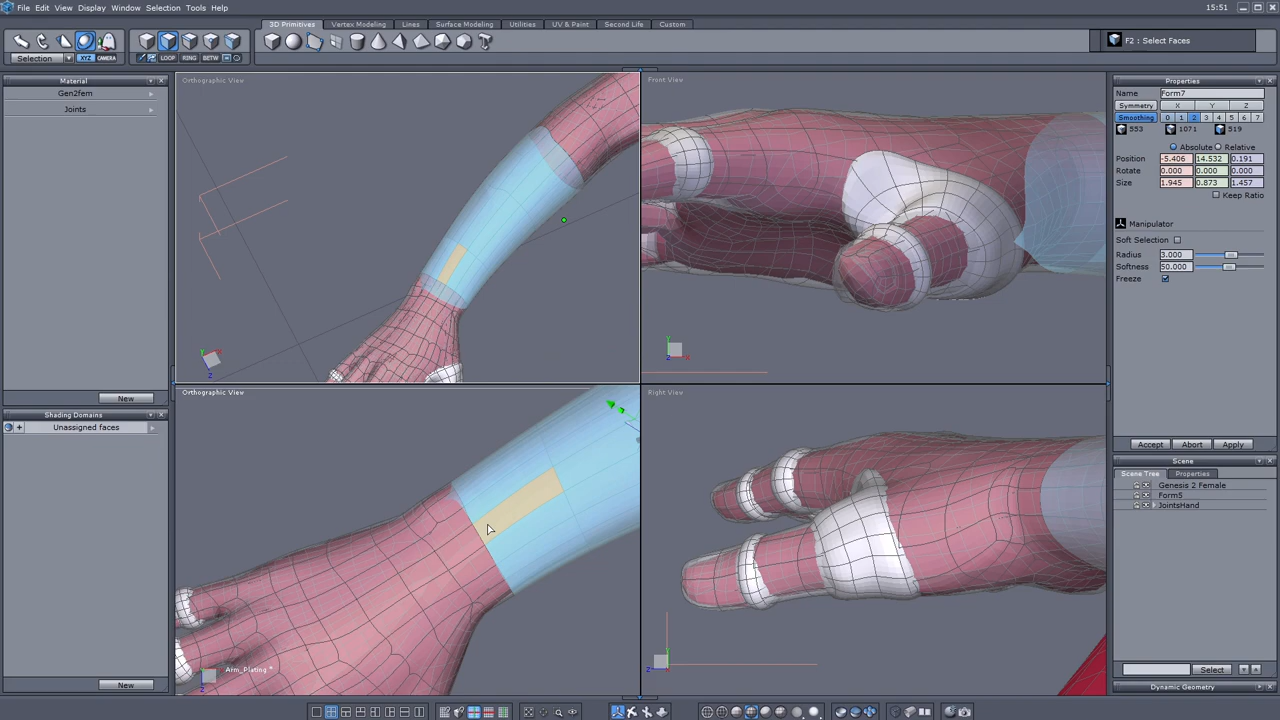 File Edit View Display Window Selection Tools Help
15:51
3D Primitives Vertex Modeling Lines Surface Modeling Utilities UV & Paint Second Life Custom
Selection
XYZ CAMERA
LOOP RING BETW
F2 : Select Faces
Material
Gen2fem
Joints
New
Shading Domains
Unassigned faces
New
Orthographic View
Front View
Orthographic View
Right View
Arm_Plating *
Properties
Name Form7
Symmetry X Y Z
Smoothing 0 1 2 3 4 5 6 7
553 1071 519
Absolute Relative
Position -5.406 14.532 0.191
Rotate 0.000 0.000 0.000
Size 1.945 0.873 1.457
Keep Ratio
Manipulator
Soft Selection
Radius 3.000
Softness 50.000
Freeze
Accept Abort Apply
Scene
Scene Tree Properties
Genesis 2 Female
Form5
JointsHand
Select
Dynamic Geometry